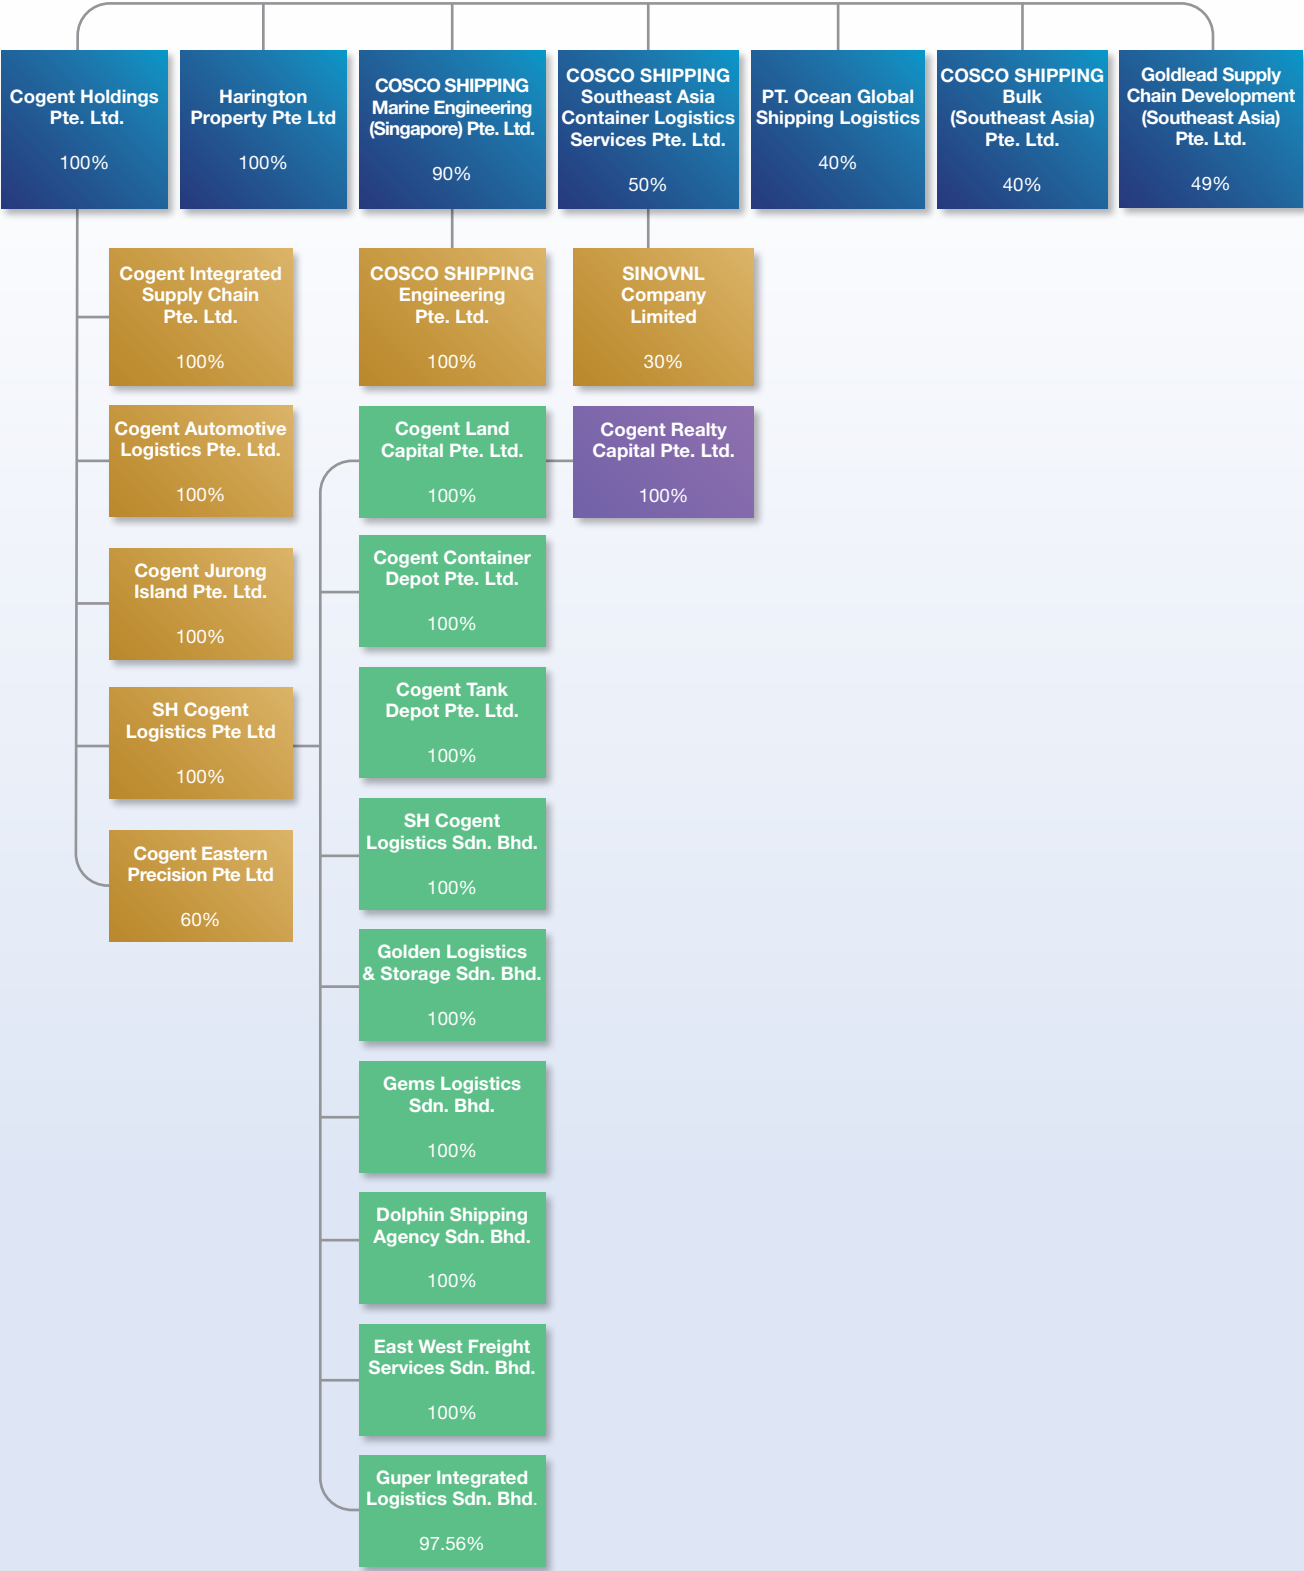 Cogent Holdings
Pte. Ltd.
100%
Harington
Property Pte Ltd
100%
COSCO SHIPPING
Marine Engineering
(Singapore) Pte. Ltd.
90%
COSCO SHIPPING
Southeast Asia
Container Logistics
Services Pte. Ltd.
50%
PT. Ocean Global
Shipping Logistics
40%
COSCO SHIPPING
Bulk
(Southeast Asia)
Pte. Ltd.
40%
Goldlead Supply
Chain Development
(Southeast Asia)
Pte. Ltd.
49%
Cogent Integrated
Supply Chain
Pte. Ltd.
100%
COSCO SHIPPING
Engineering
Pte. Ltd.
100%
SINOVNL
Company
Limited
30%
Cogent Automotive
Logistics Pte. Ltd.
100%
Cogent Land
Capital Pte. Ltd.
100%
Cogent Realty
Capital Pte. Ltd.
100%
Cogent Jurong
Island Pte. Ltd.
100%
Cogent Container
Depot Pte. Ltd.
100%
SH Cogent
Logistics Pte Ltd
100%
Cogent Tank
Depot Pte. Ltd.
100%
Cogent Eastern
Precision Pte Ltd
60%
SH Cogent
Logistics Sdn. Bhd.
100%
Golden Logistics
& Storage Sdn. Bhd.
100%
Gems Logistics
Sdn. Bhd.
100%
Dolphin Shipping
Agency Sdn. Bhd.
100%
East West Freight
Services Sdn. Bhd.
100%
Guper Integrated
Logistics Sdn. Bhd.
97.56%